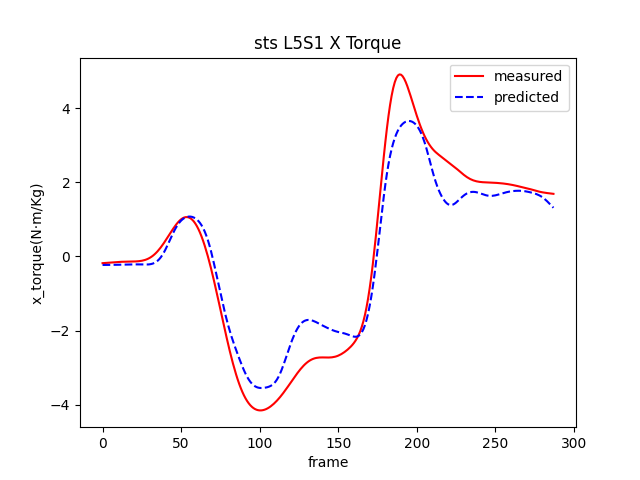 sts L5S1 X Torque
measured
predicted
x_torque(N·m/Kg)
4
2
0
−2
−4
0
50
100
150
200
250
300
frame